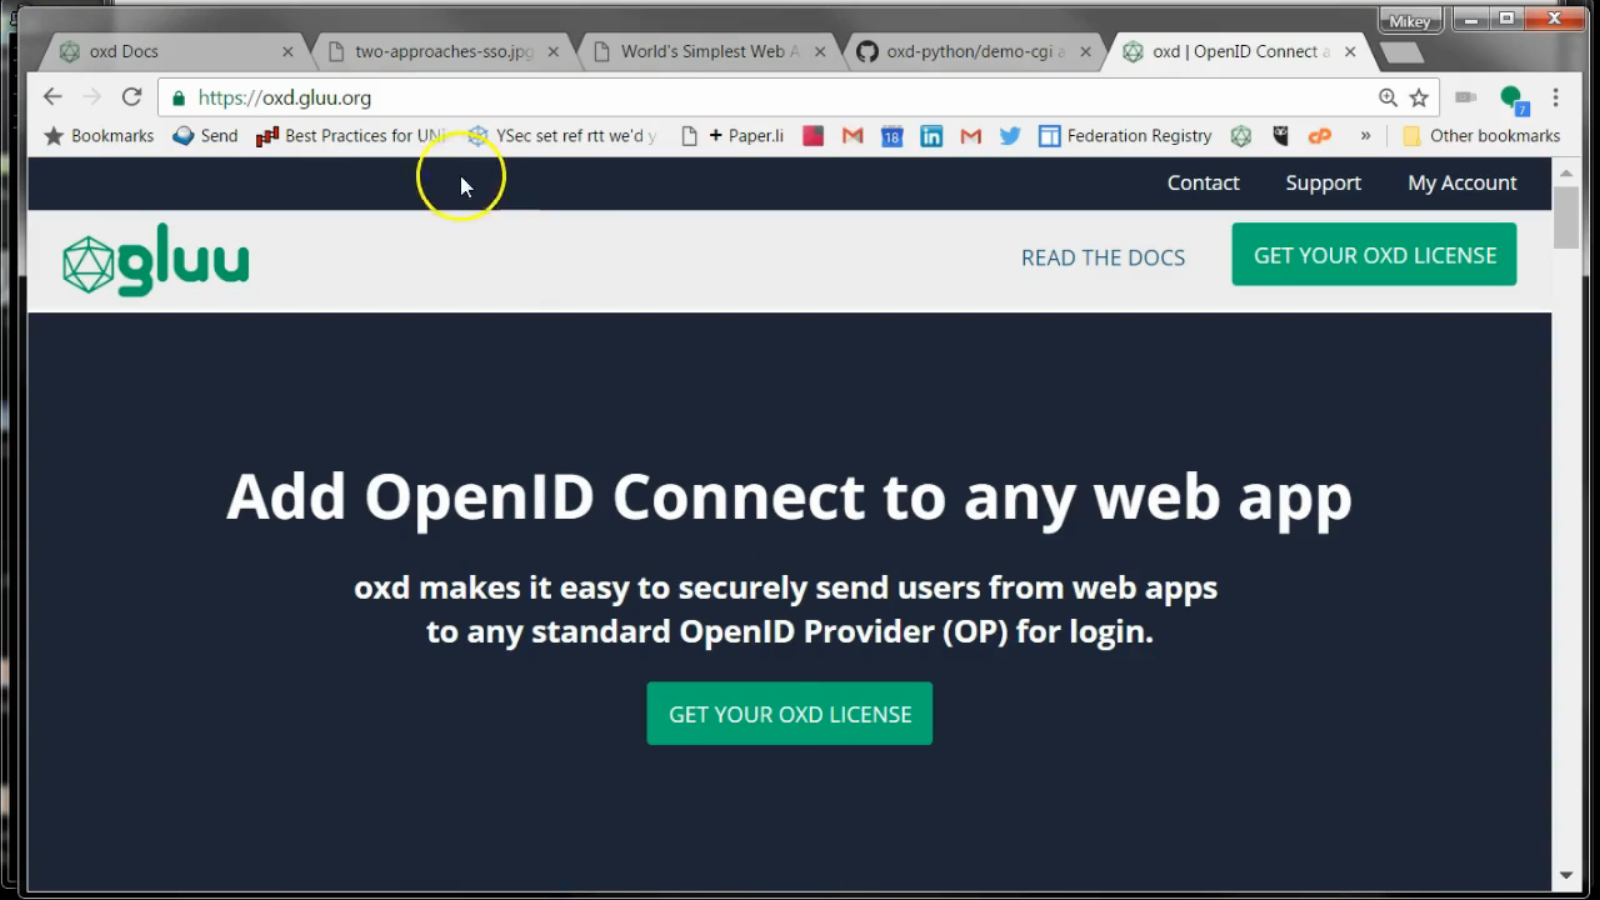 Mikey
oxd Docs
two-approaches-sso.jpg
World's Simplest Web A
oxd-python/demo-cgi a
oxd | OpenID Connect a
https://oxd.gluu.org
7
Bookmarks
Send
Best Practices for UNi
YSec set ref rtt we'd y
+ Paper.li
18
in
cP
»
Federation Registry
Other bookmarks
Contact
Support
My Account
gluu
READ THE DOCS
GET YOUR OXD LICENSE
Add OpenID Connect to any web app
oxd makes it easy to securely send users from web apps
to any standard OpenID Provider (OP) for login.
GET YOUR OXD LICENSE